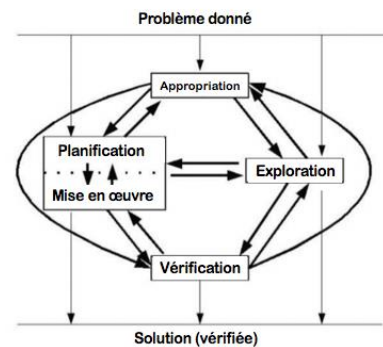 Problème donné
Appropriation
Planification
Mise en œuvre
Exploration
Vérification
Solution (vérifiée)